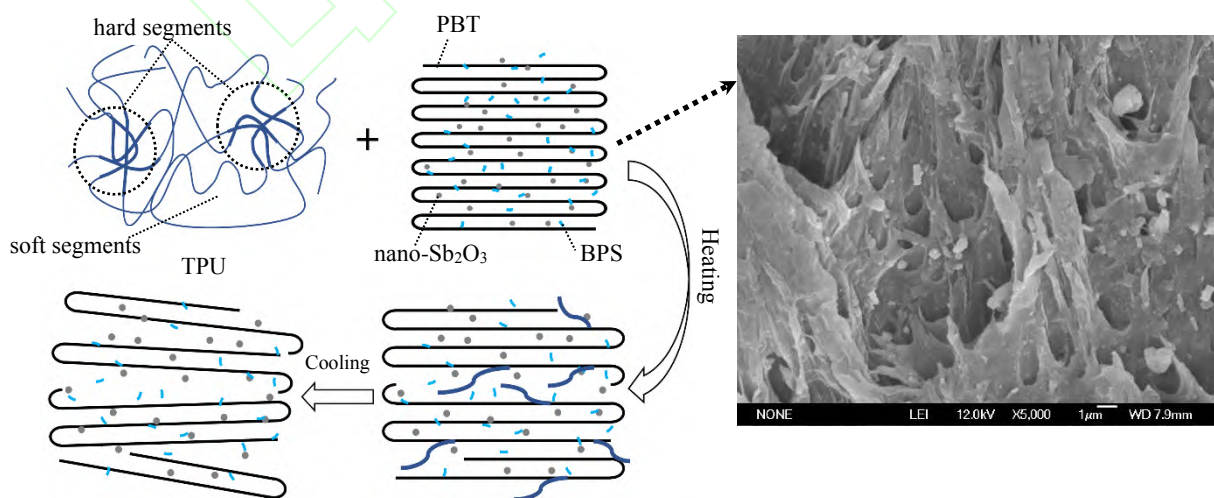 hard segments
PBT
+
soft segments
TPU
nano-Sb₂O₃
BPS
Heating
Cooling
NONE LEI 12.0kV X5,000 1μm WD 7.9mm